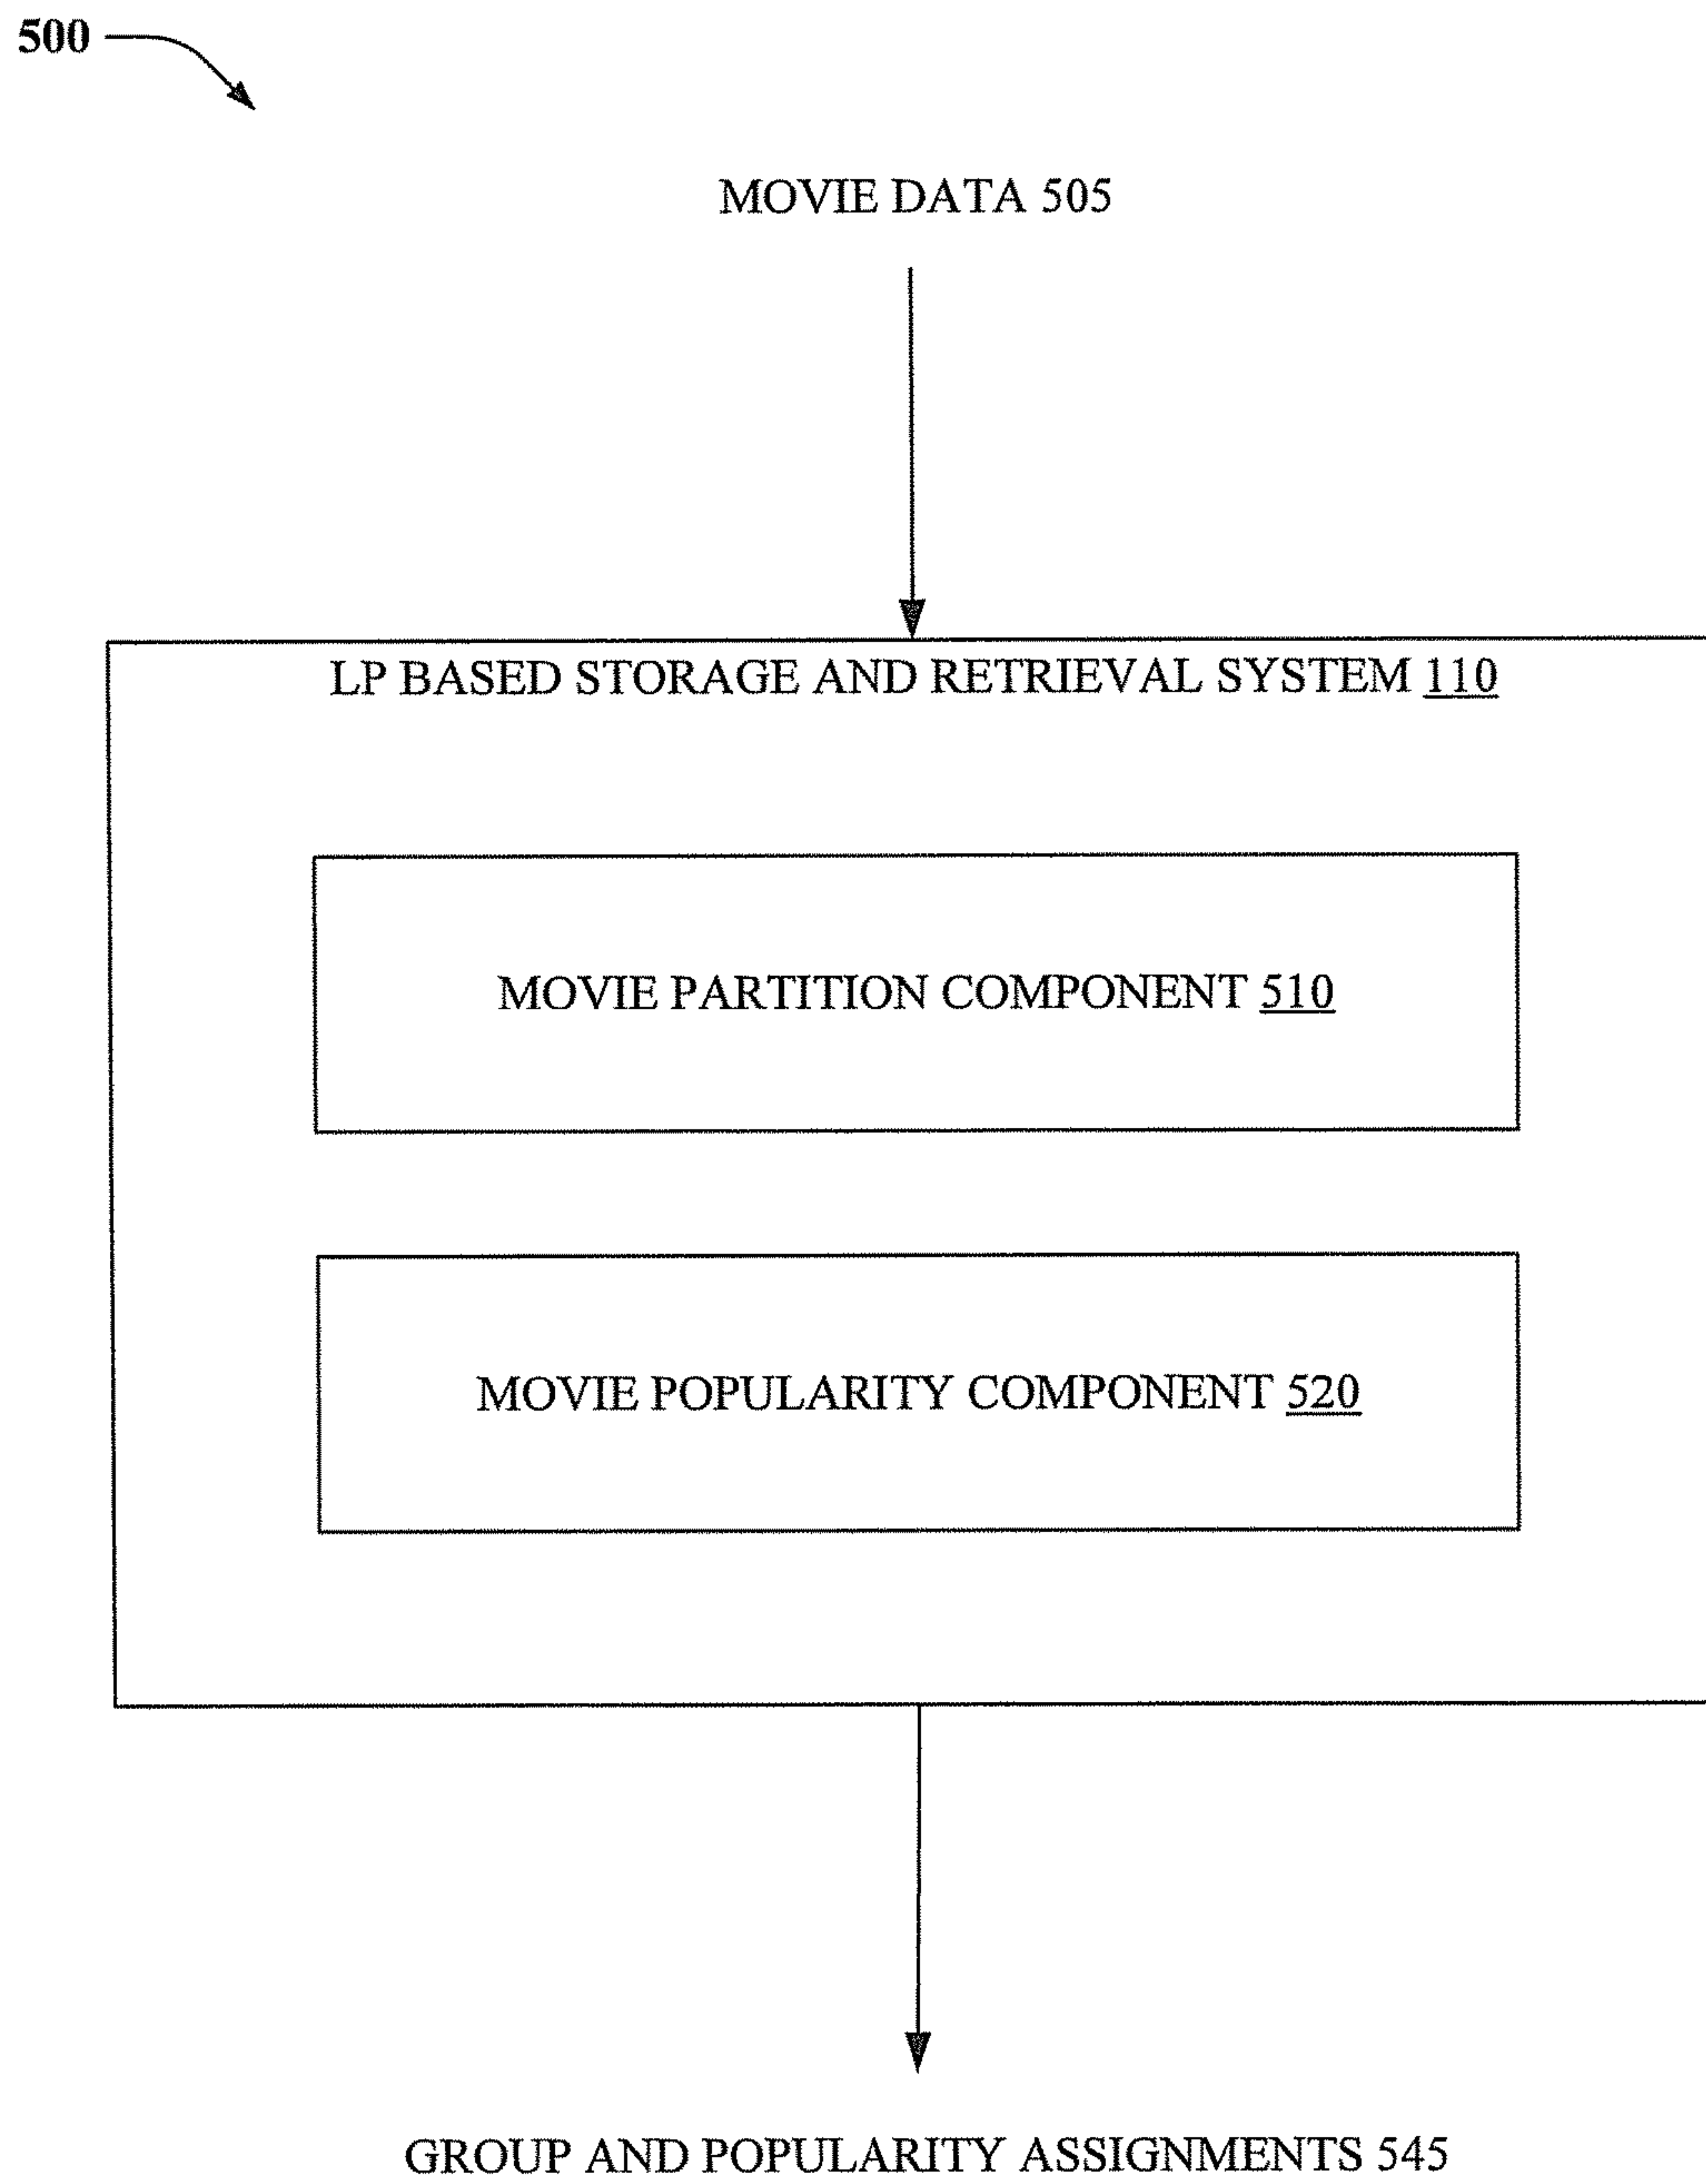 500
MOVIE DATA 505
LP BASED STORAGE AND RETRIEVAL SYSTEM 110
MOVIE PARTITION COMPONENT 510
MOVIE POPULARITY COMPONENT 520
GROUP AND POPULARITY ASSIGNMENTS 545